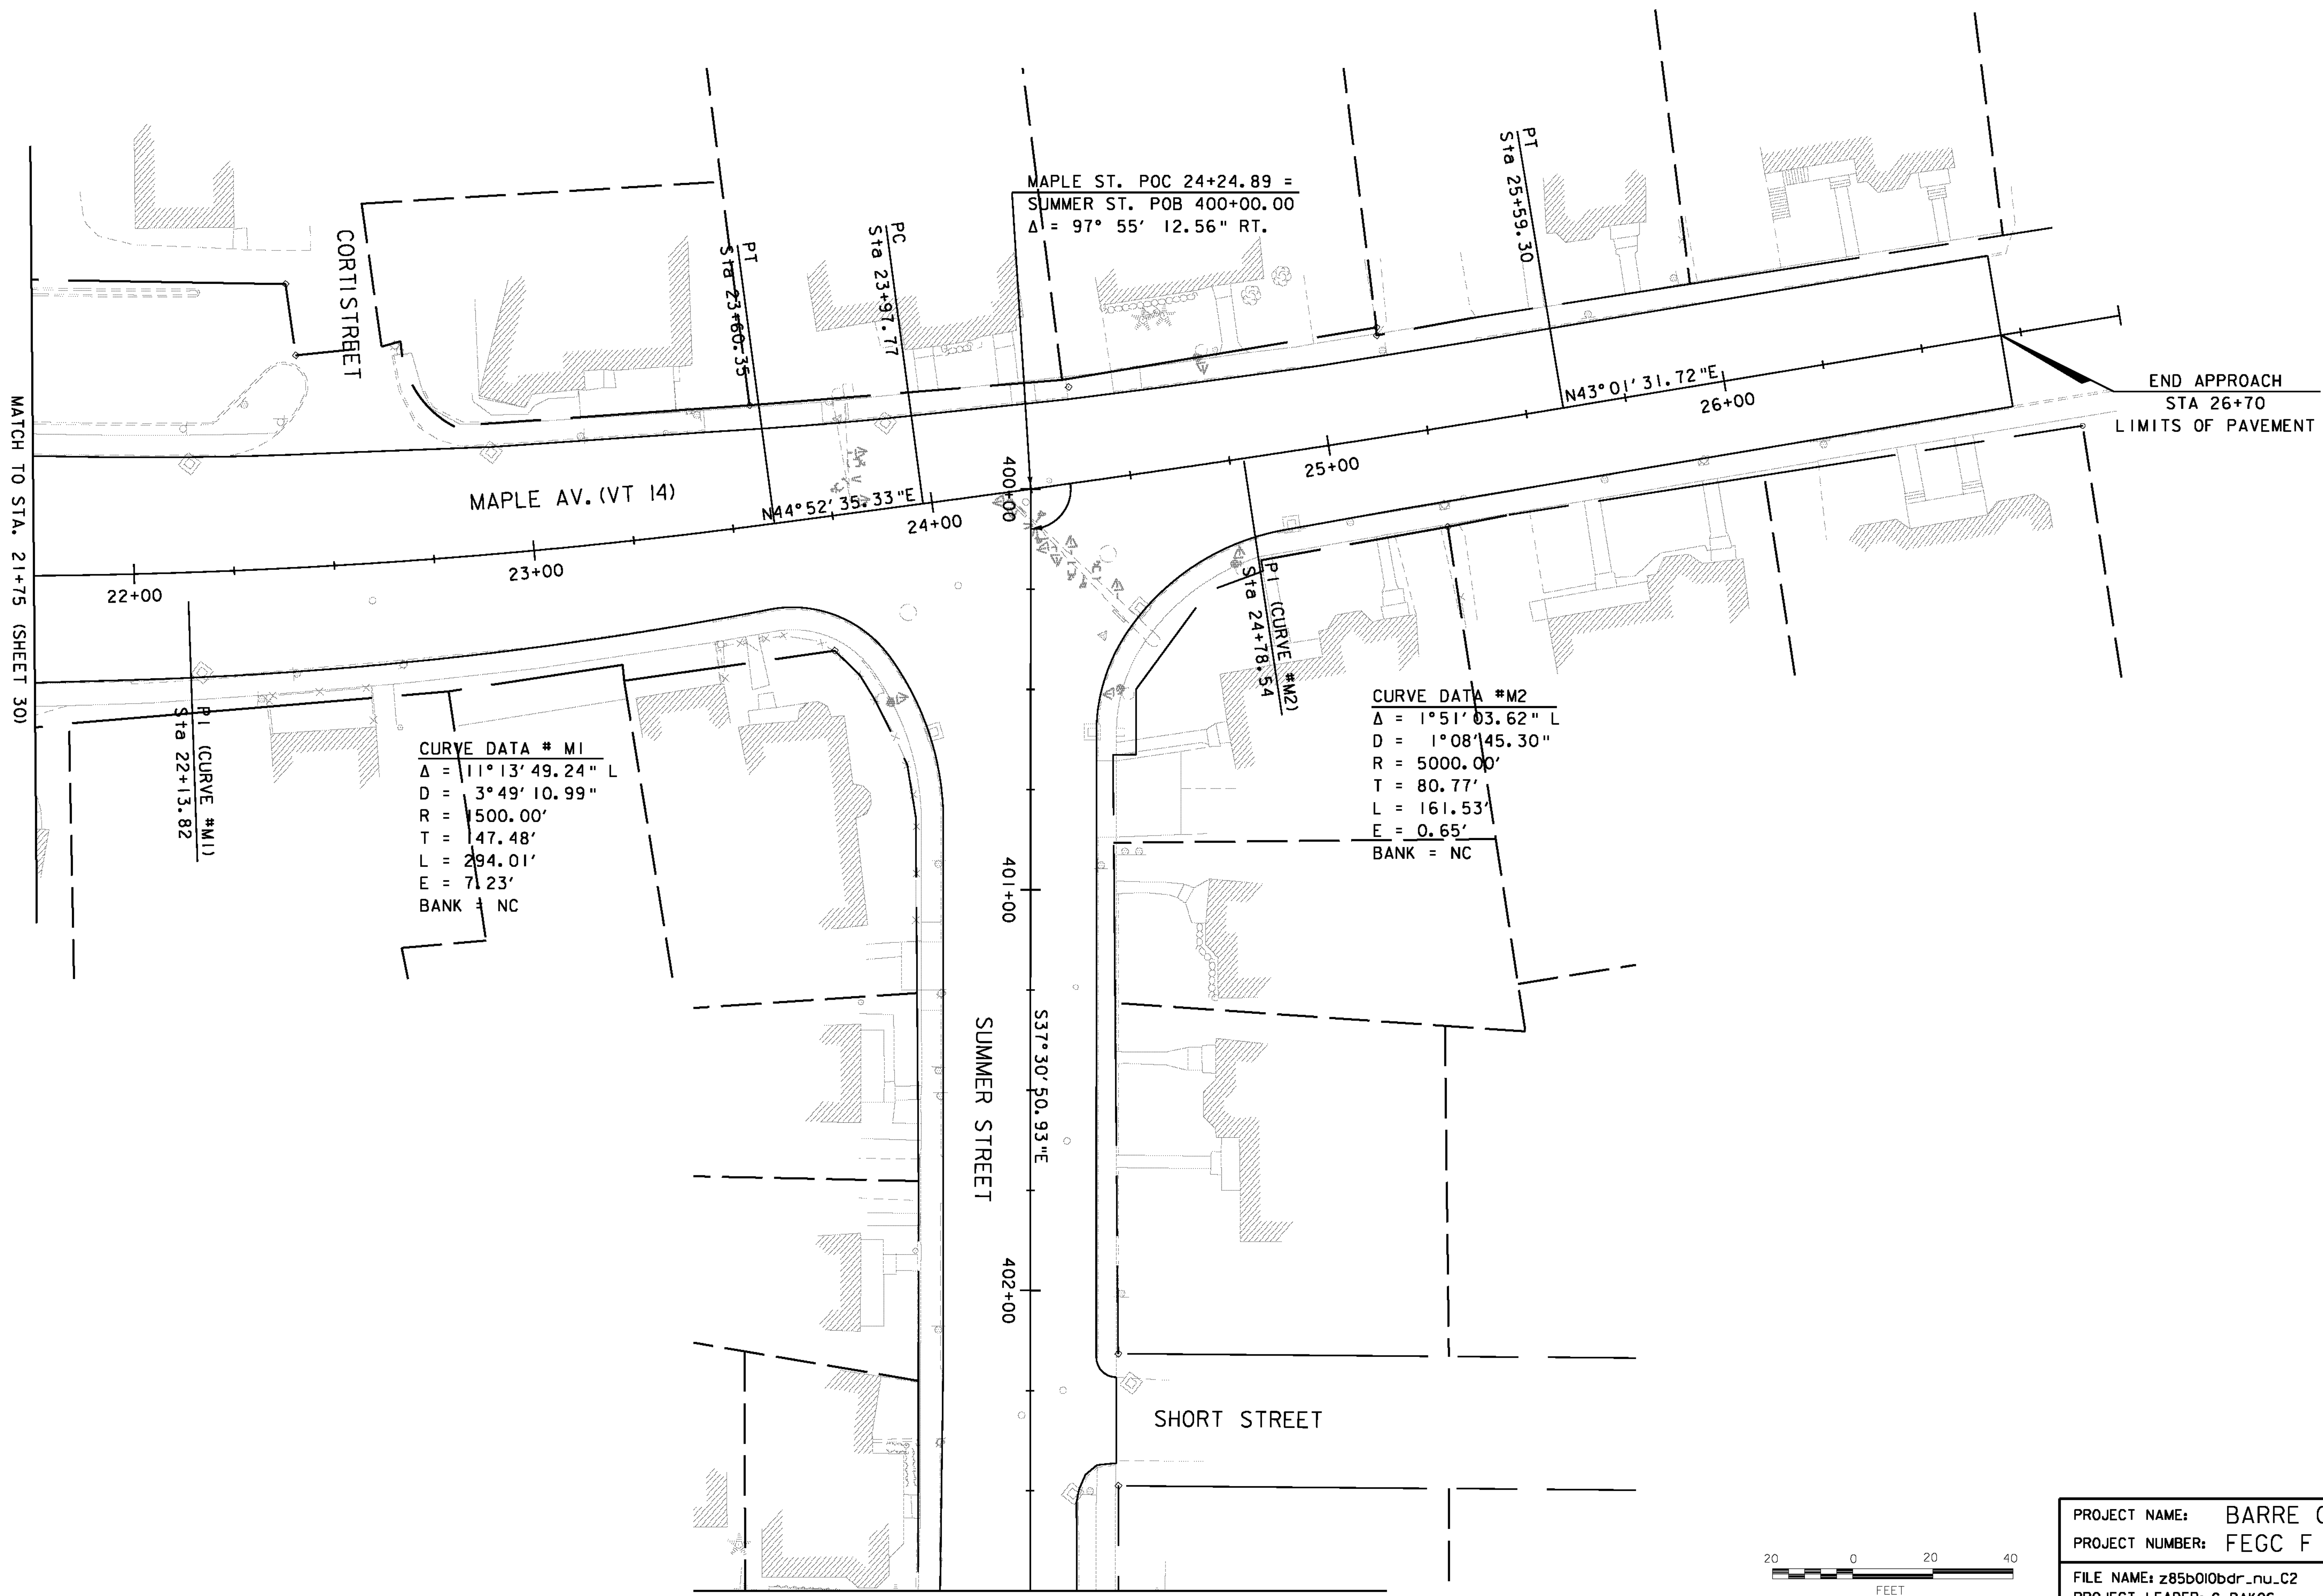 MAPLE ST. POC 24+24.89 =
SUMMER ST. POB 400+00.00
Δ = 97° 55' 12.56" RT.
PT
Sta 25+59.30
PC
Sta 23+97.77
PT
Sta 23+60.35
CORTI STREET
MATCH TO STA. 21+75 (SHEET 30)
N43°01'31.72"E
26+00
END APPROACH
STA 26+70
LIMITS OF PAVEMENT
25+00
400+00
MAPLE AV. (VT 14)
N44°52'35.33"E
24+00
23+00
22+00
PI (CURVE #M1)
Sta 22+13.82
CURVE DATA # M1
Δ = 11°13'49.24" L
D = 3°49'10.99"
R = 1500.00'
T = 147.48'
L = 294.01'
E = 7.23'
BANK = NC
PI (CURVE #M2)
Sta 24+78.54
CURVE DATA #M2
Δ = 1°51'03.62" L
D = 1°08'45.30"
R = 5000.00'
T = 80.77'
L = 161.53'
E = 0.65'
BANK = NC
401+00
SUMMER STREET
S37°30'50.93"E
402+00
SHORT STREET
20 0 20 40
FEET
PROJECT NAME: BARRE
PROJECT NUMBER: FEGC F
FILE NAME: z85b010bdr_nu_C2